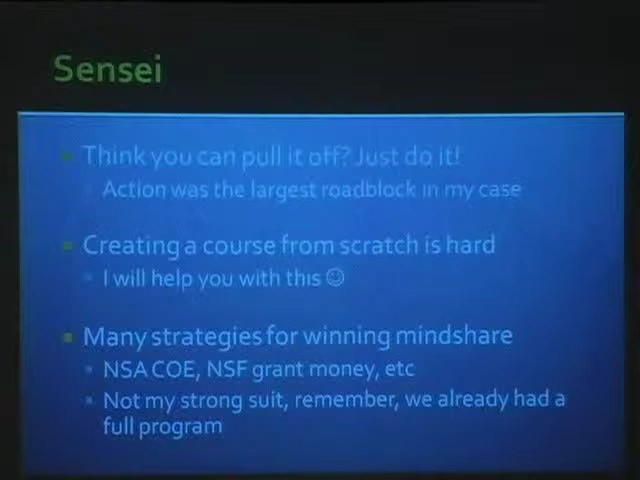 Sensei
Think you can pull it off? Just do it!
Action was the largest roadblock in my case
Creating a course from scratch is hard
I will help you with this ☺
Many strategies for winning mindshare
NSA COE, NSF grant money, etc
Not my strong suit, remember, we already had a
full program